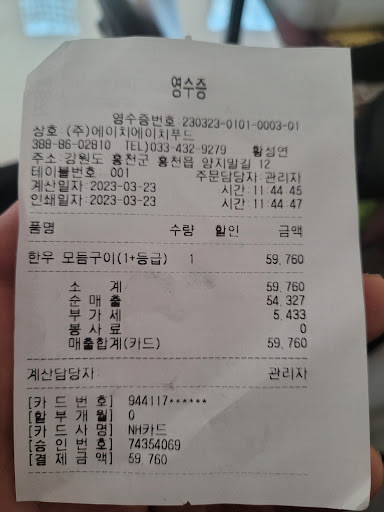 영수증
영수증번호 230323-0101-0003-01
상호 (주)에이치에이치푸드
388-86-02810 TEL)033-432-9279 황성연
주소 강원도 홍천군 홍천읍 양지말길 12
테이블번호 001 주문담당자 관리자
계산일자 2023-03-23 시간 11 44 45
인쇄일자 2023-03-23 시간 11 44 47
품명 수량 할인 금액
한우 모듬구이(1+등급) 1 59,760
소 계 59,760
순 매 출 54,327
부 가 세 5,433
봉 사 료 0
매출합계(카드) 59,760
계산담당자: 관리자
[카 드 번 호] 944117******
[할 부 개 월] 0
[카 드 사 명] NH카드
[승 인 번 호] 74354069
[결 제 금 액] 59,760